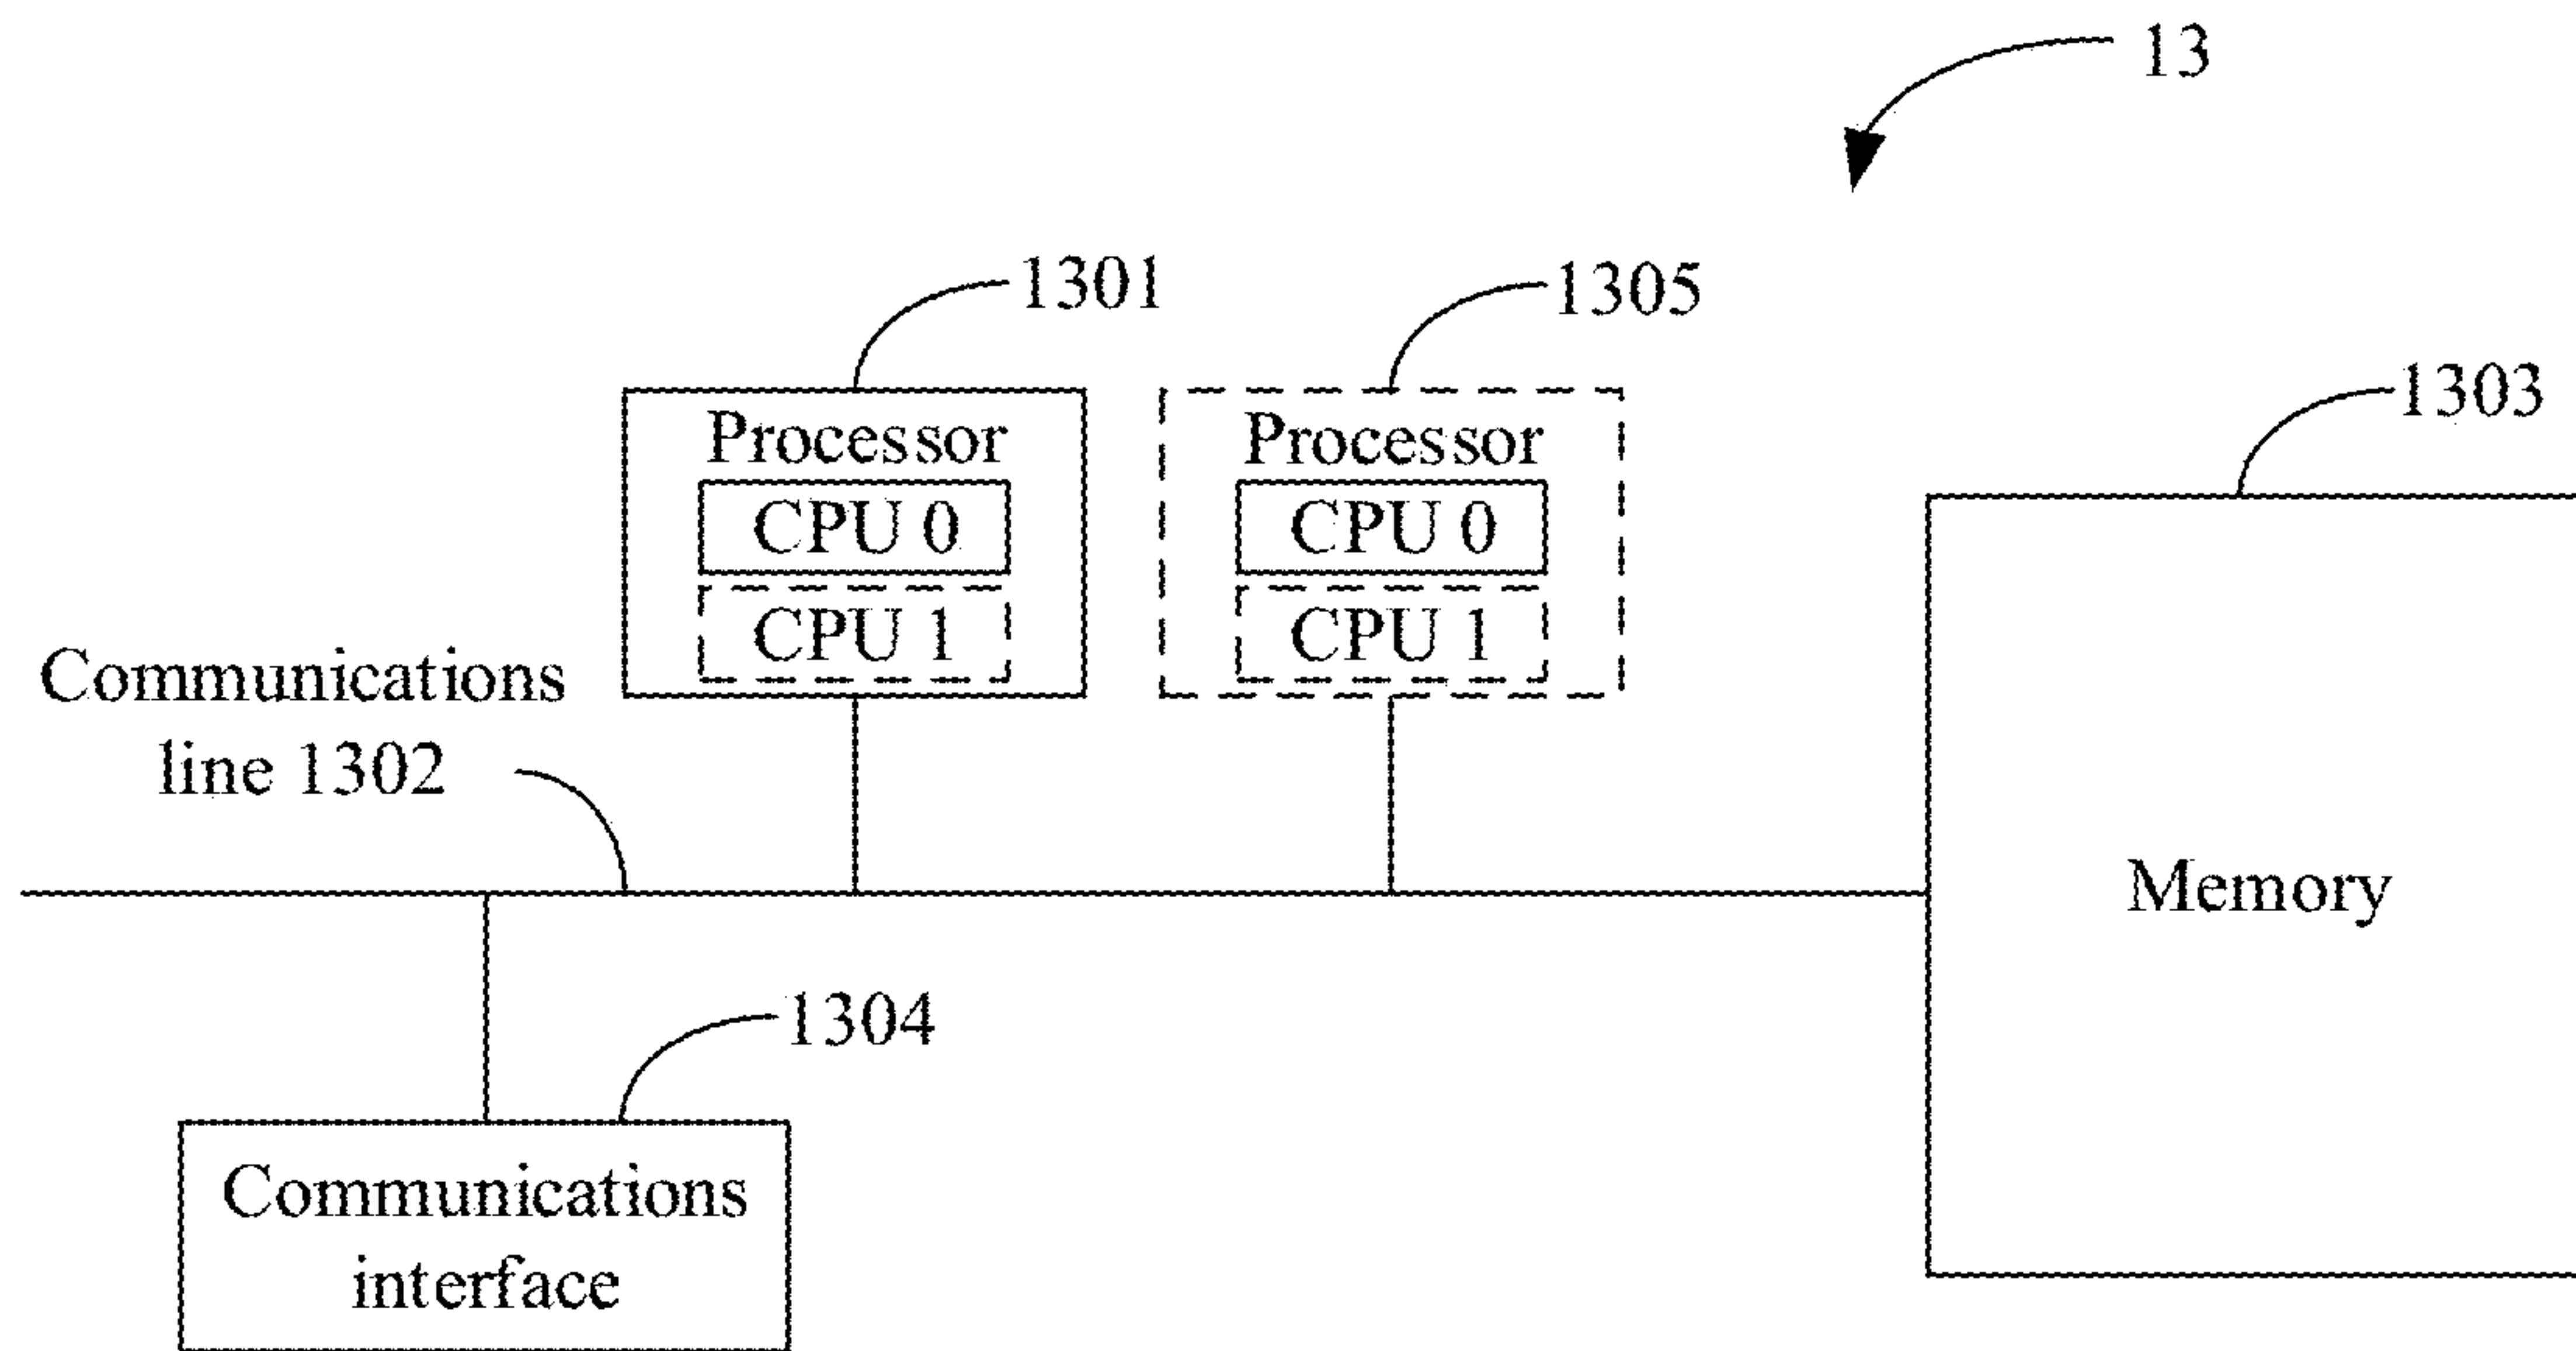 13
1301
1305
1303
Processor
CPU 0
CPU 1
Processor
CPU 0
CPU 1
Communications
line 1302
Memory
1304
Communications
interface